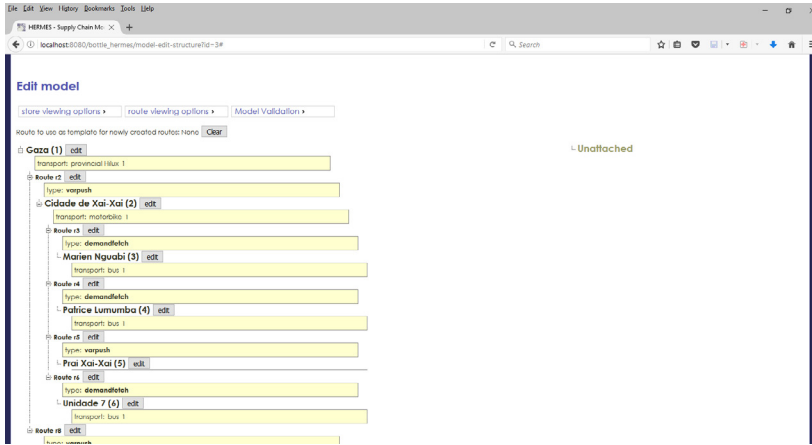 File Edit View History Bookmarks Tools Help
HERMES - Supply Chain Mo
localhost:8080/bottle_hermes/model-edit-structure?id=3#
Search
Edit model
store viewing options
route viewing options
Model Validation
Route to use as template for newly created routes: None Clear
Gaza (1) edit
Unattached
transport: provincial Hilux 1
Route r2 edit
type: varpush
Cidade de Xai-Xai (2) edit
transport: motorbike 1
Route r3 edit
type: demandfetch
Marien Nguabi (3) edit
transport: bus 1
Route r4 edit
type: demandfetch
Patrice Lumumba (4) edit
transport: bus 1
Route r5 edit
type: varpush
Prai Xai-Xai (5) edit
Route r6 edit
type: demandfetch
Unidade 7 (6) edit
transport: bus 1
Route r8 edit
type: varpush